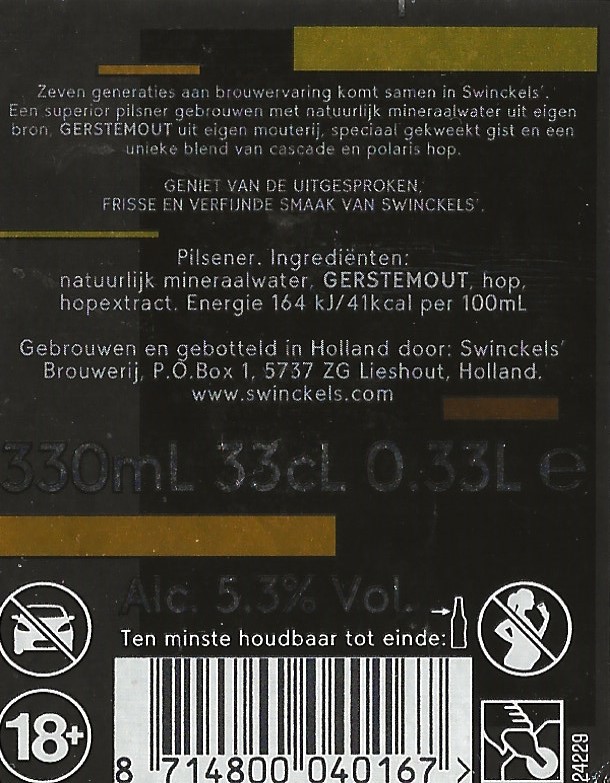 Zeven generaties aan brouwervaring komt samen in Swinckels'.
Een superior pilsner gebrouwen met natuurlijk mineraalwater uit eigen
bron, GERSTEMOUT uit eigen mouterij, speciaal gekweekt gist en een
unieke blend van cascade en polaris hop.
GENIET VAN DE UITGESPROKEN,
FRISSE EN VERFIJNDE SMAAK VAN SWINCKELS'.
Pilsener. Ingrediënten:
natuurlijk mineraalwater, GERSTEMOUT, hop,
hopextract. Energie 164 kJ/41kcal per 100mL
Gebrouwen en gebotteld in Holland door: Swinckels'
Brouwerij, P.O.Box 1, 5737 ZG Lieshout, Holland.
www.swinckels.com
330mL 33cL 0.33L e
Alc. 5.3% Vol.
Ten minste houdbaar tot einde:
18+
8 714800 040167 >
24229